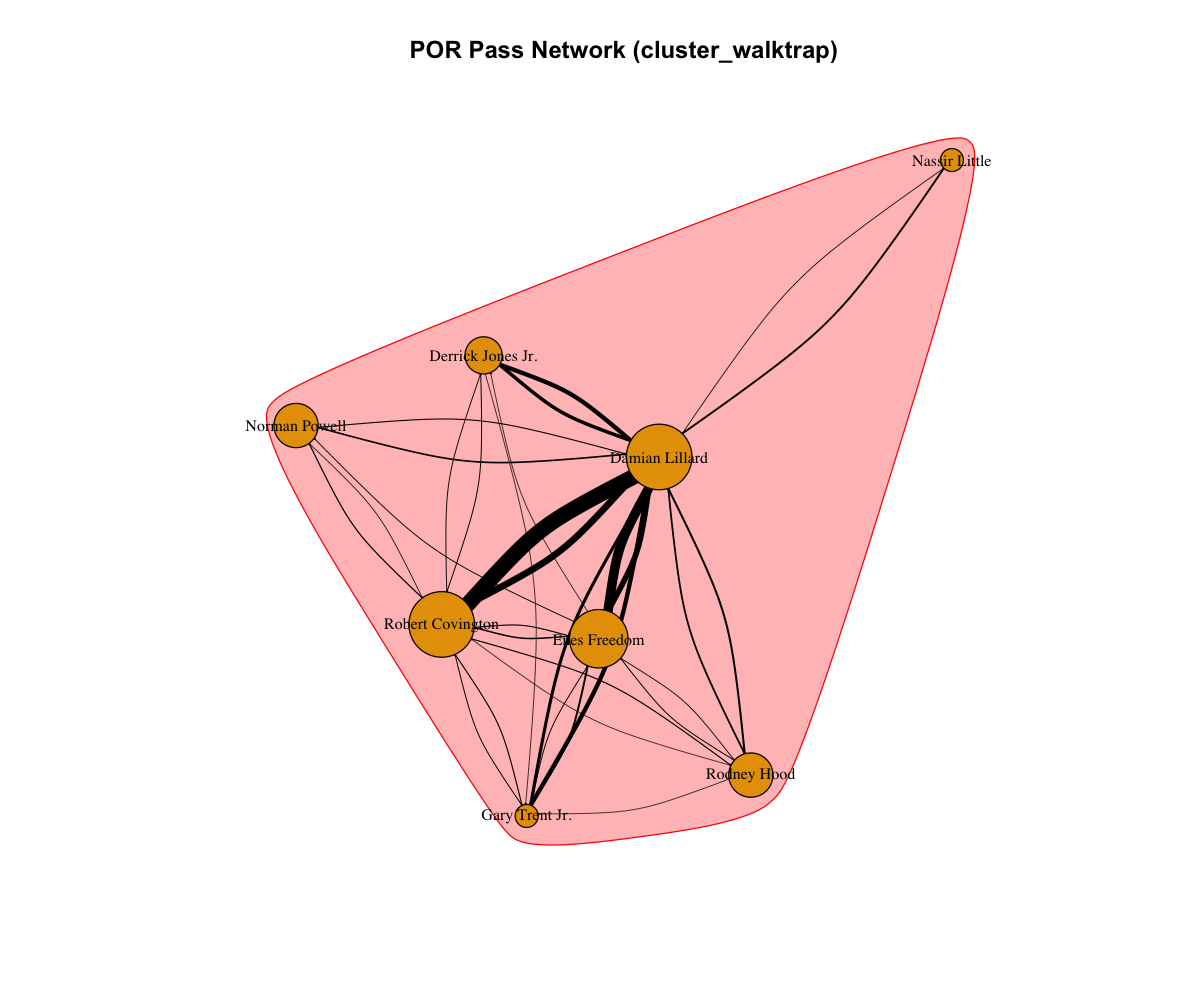 POR Pass Network (cluster_walktrap)
Nassir Little
Derrick Jones Jr.
Norman Powell
Damian Lillard
Robert Covington
Enes Freedom
Rodney Hood
Gary Trent Jr.